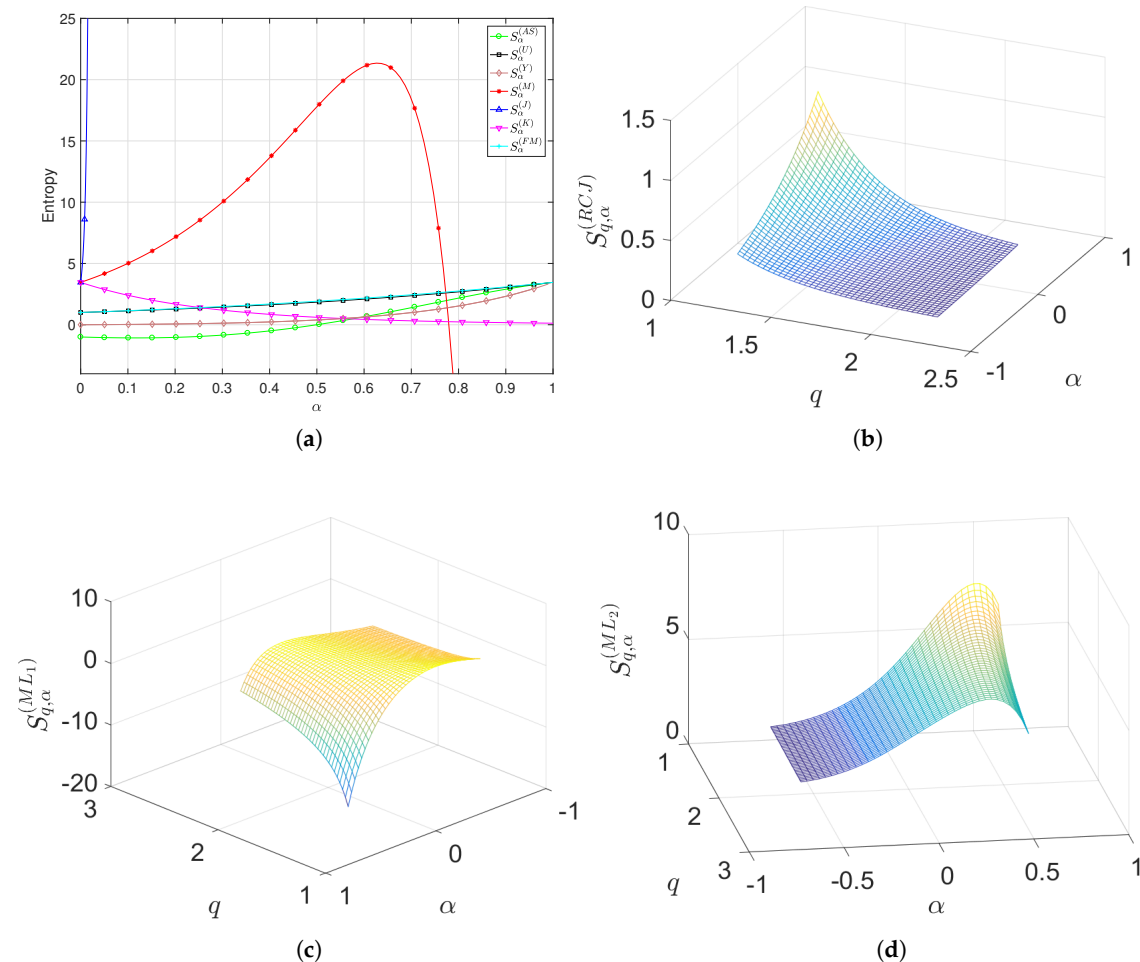 25
20
15
10
5
0
Entropy
0 0.1 0.2 0.3 0.4 0.5 0.6 0.7 0.8 0.9 1
α
S_α^(AS)
S_α^(U)
S_α^(Y)
S_α^(M)
S_α^(J)
S_α^(K)
S_α^(FM)
(a)
1.5
1
0.5
0
S_{q,α}^(RCJ)
1 1.5 2 2.5
q
-1 0 1
α
(b)
10
0
-10
-20
S_{q,α}^(ML_1)
3 2 1
q
1 0 -1
α
(c)
10
5
0
S_{q,α}^(ML_2)
1 2 3
q
-1 -0.5 0 0.5 1
α
(d)